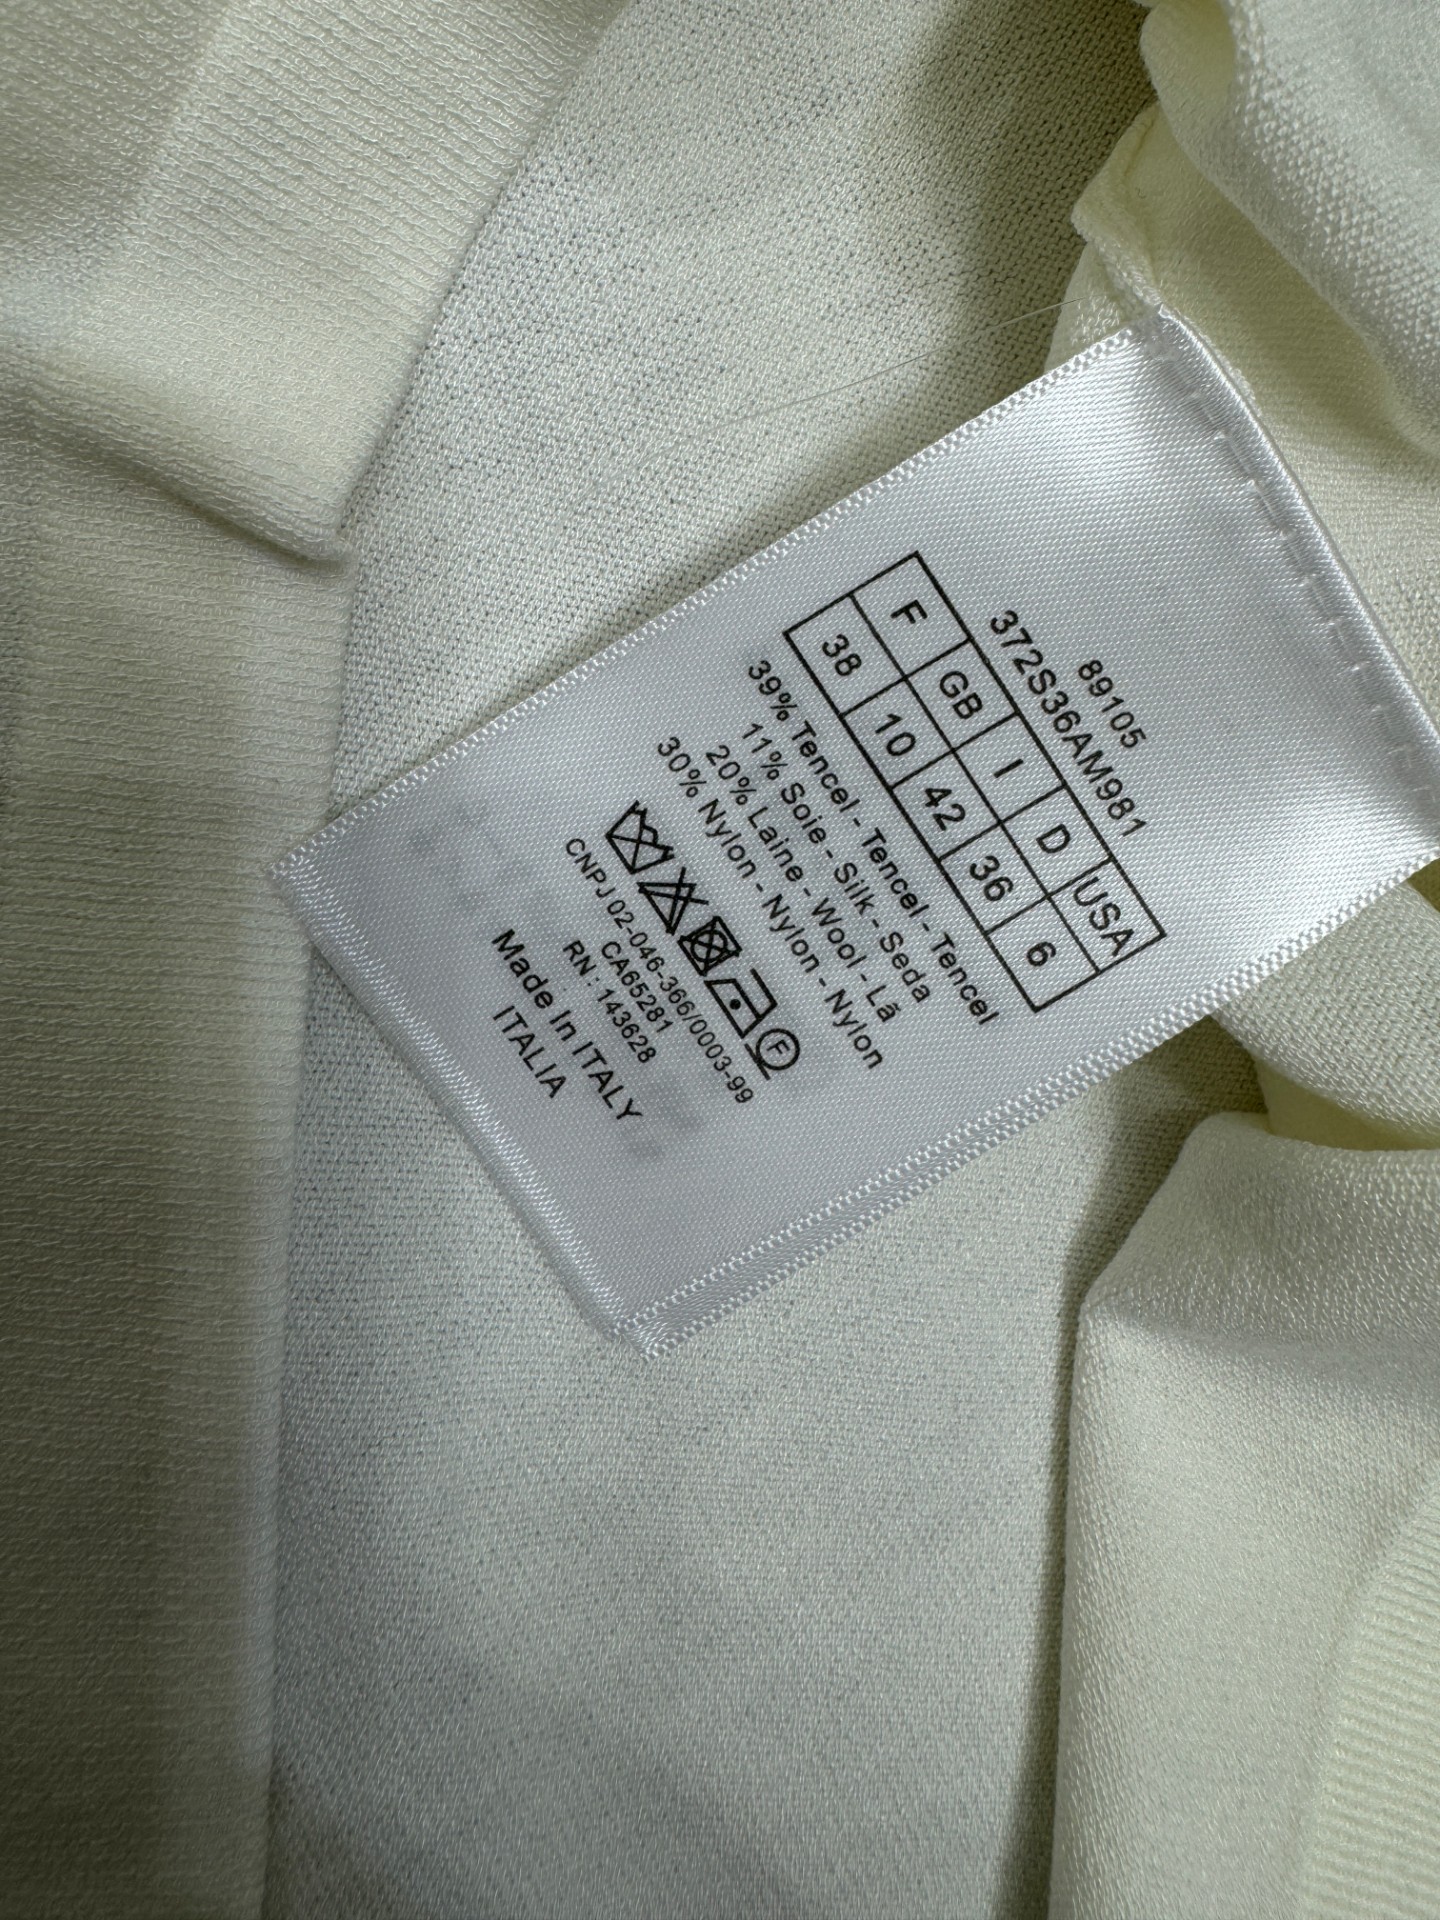 89105
372S36AM981
F GB I D USA
38 10 42 36 6
39% Tencel - Tencel - Tencel
11% Soie - Silk - Seda
20% Laine - Wool - Lã
30% Nylon - Nylon - Nylon
F
CNPJ 02-046-366/0003-99
CA65281
RN : 143628
Made In ITALY
ITALIA